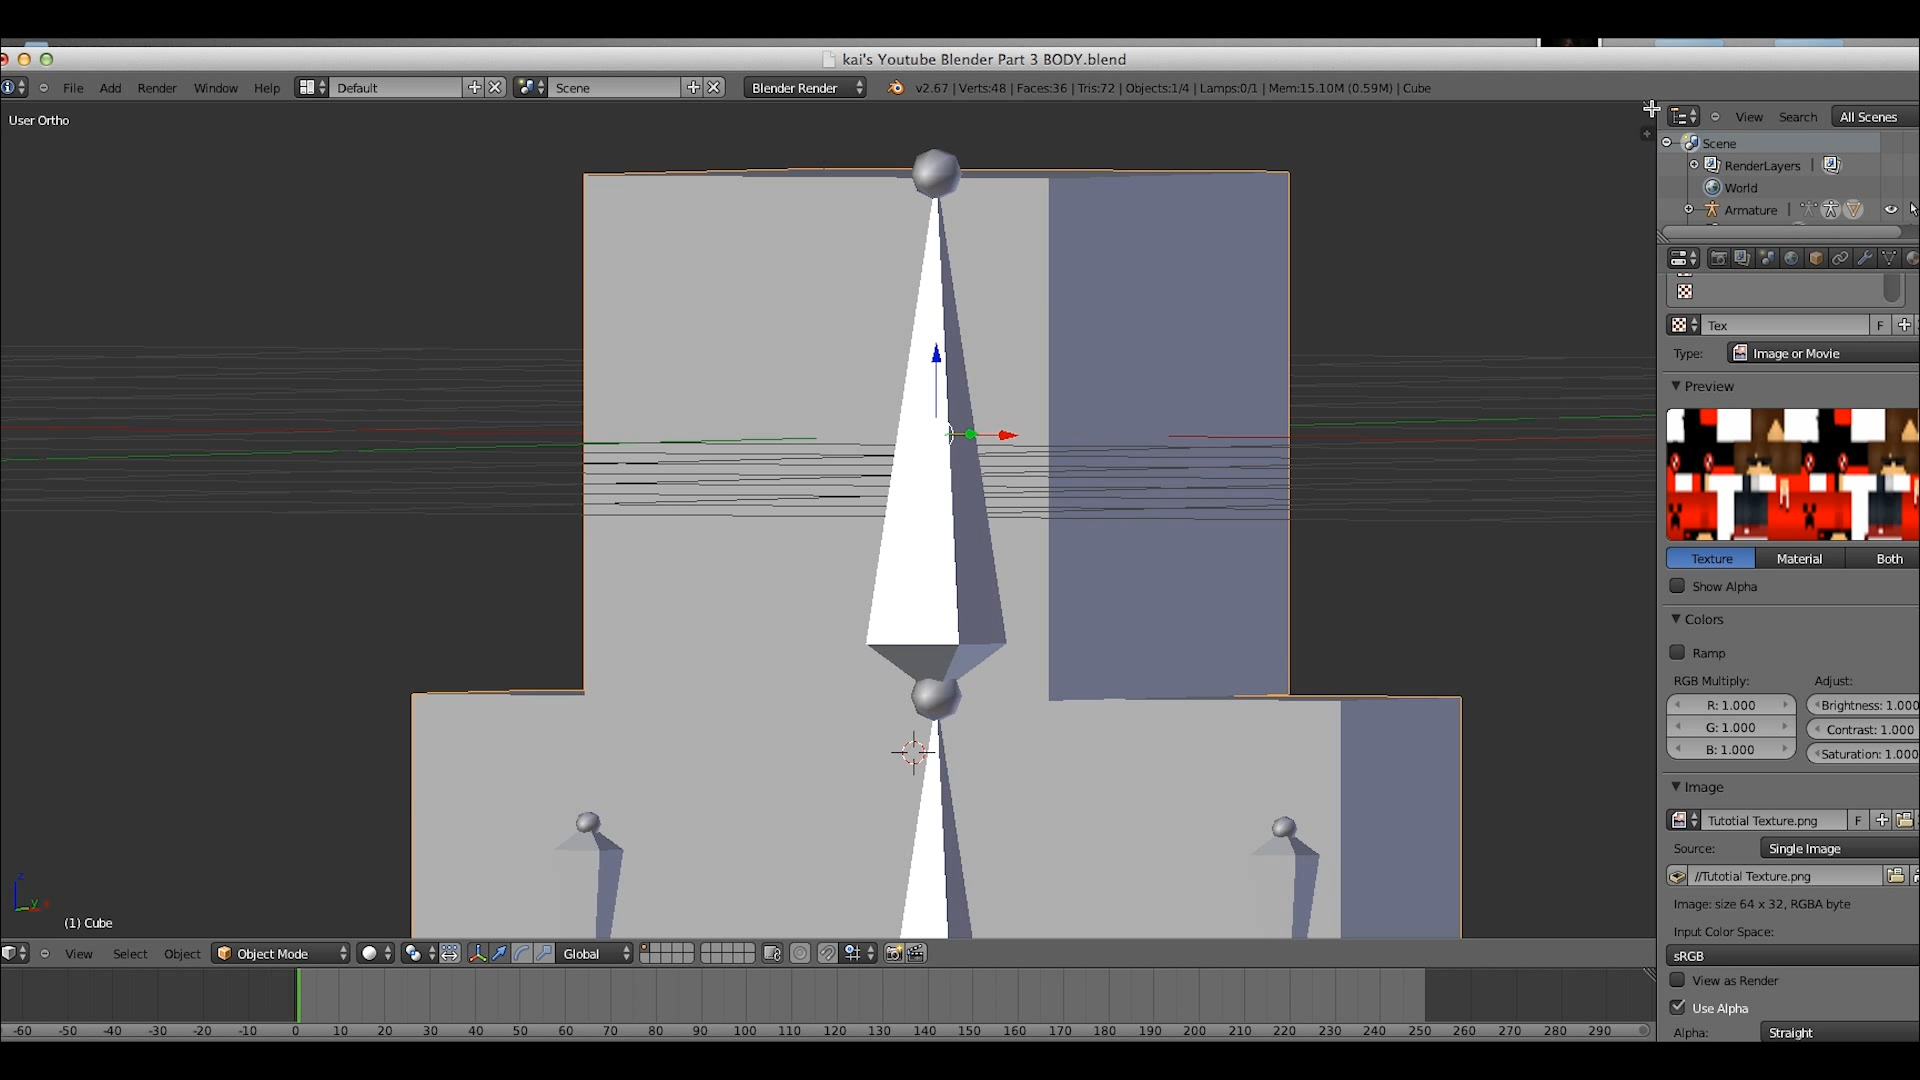 kai's Youtube Blender Part 3 BODY.blend
File Add Render Window Help Default Scene Blender Render v2.67 | Verts:48 | Faces:36 | Tris:72 | Objects:1/4 | Lamps:0/1 | Mem:15.10M (0.59M) | Cube
User Ortho
View Search All Scenes
Scene
RenderLayers |
World
Armature |
Tex F
Type: Image or Movie
Preview
Texture Material Both
Show Alpha
Colors
Ramp
RGB Multiply: Adjust:
R: 1.000 Brightness: 1.000
G: 1.000 Contrast: 1.000
B: 1.000 Saturation: 1.000
Image
Tutotial Texture.png F
Source: Single Image
//Tutotial Texture.png
Image: size 64 x 32, RGBA byte
Input Color Space:
sRGB
View as Render
Use Alpha
Alpha: Straight
z
y
(1) Cube
View Select Object Object Mode Global
-60 -50 -40 -30 -20 -10 0 10 20 30 40 50 60 70 80 90 100 110 120 130 140 150 160 170 180 190 200 210 220 230 240 250 260 270 280 290